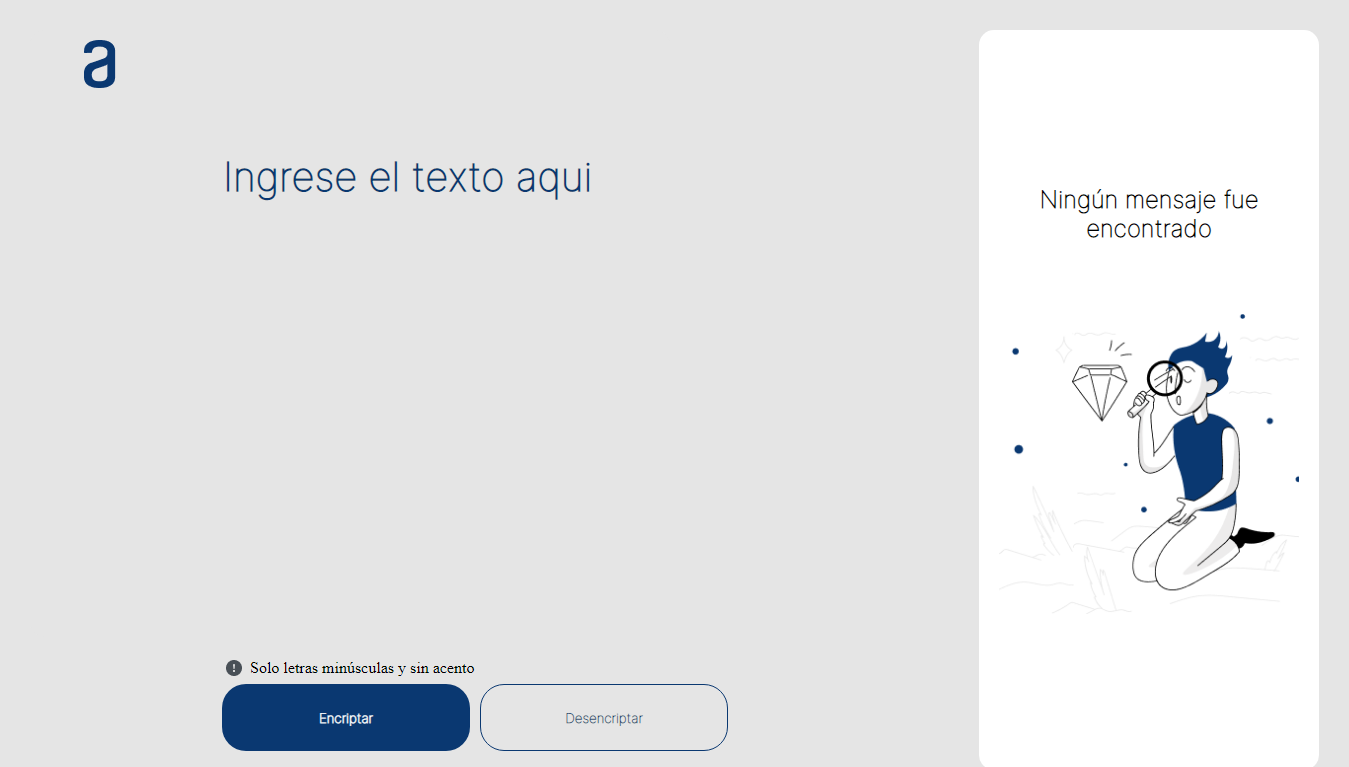 a
Ingrese el texto aqui
Ningún mensaje fue
encontrado
Solo letras minúsculas y sin acento
Encriptar
Desencriptar